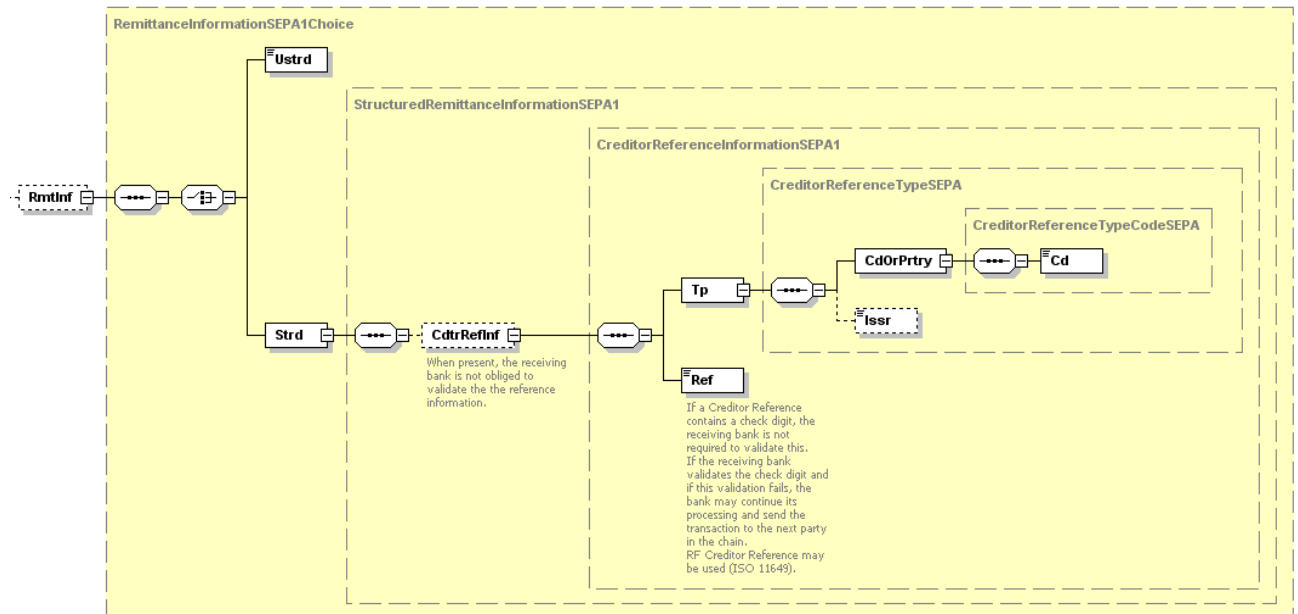 RemittanceInformationSEPA1Choice
Ustrd
StructuredRemittanceInformationSEPA1
CreditorReferenceInformationSEPA1
CreditorReferenceTypeSEPA
CreditorReferenceTypeCodeSEPA
RmtInf
CdOrPrtry
Cd
Tp
Issr
Strd
CdtrRefInf
When present, the receiving
bank is not obliged to
validate the the reference
information.
Ref
If a Creditor Reference
contains a check digit, the
receiving bank is not
required to validate this.
If the receiving bank
validates the check digit and
if this validation fails, the
bank may continue its
processing and send the
transaction to the next party
in the chain.
RF Creditor Reference may
be used (ISO 11649).